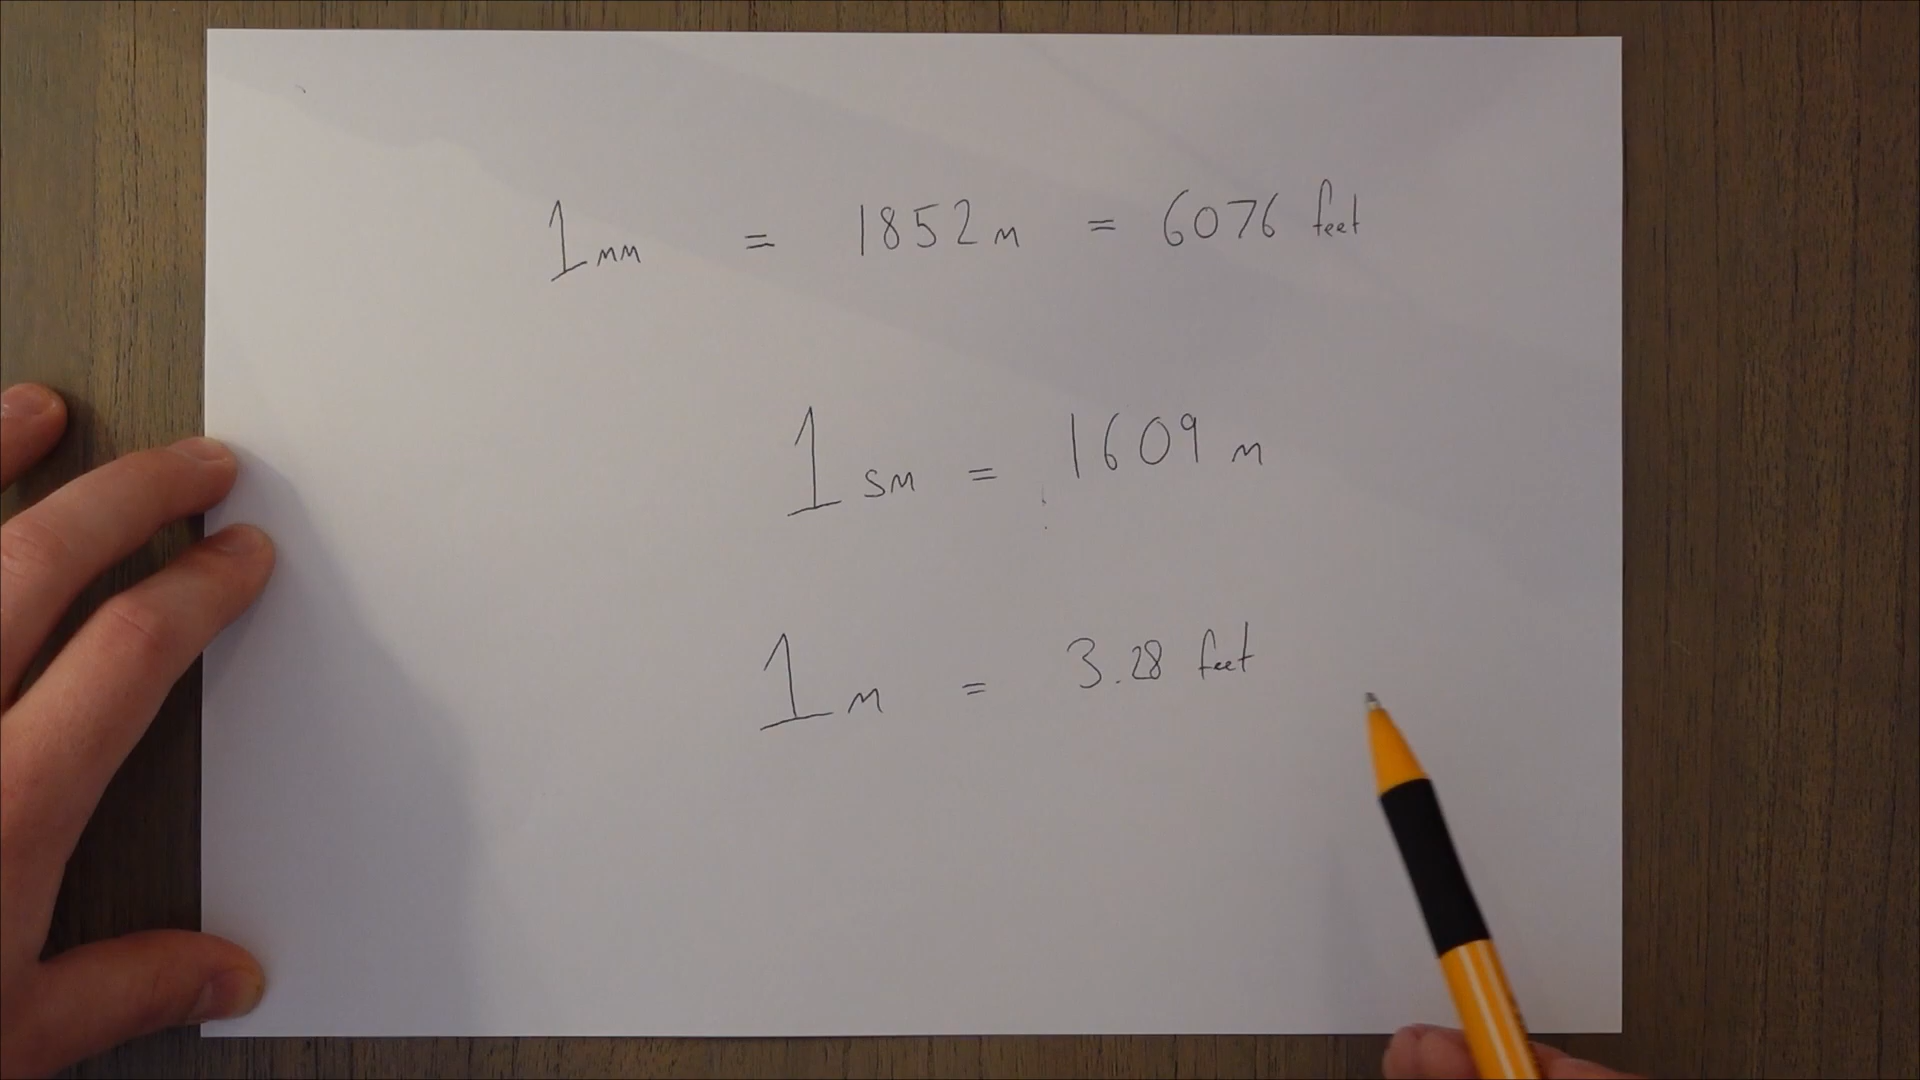 1 nm = 1852 m = 6076 feet
1 sm = 1609 m
1 m = 3.28 feet